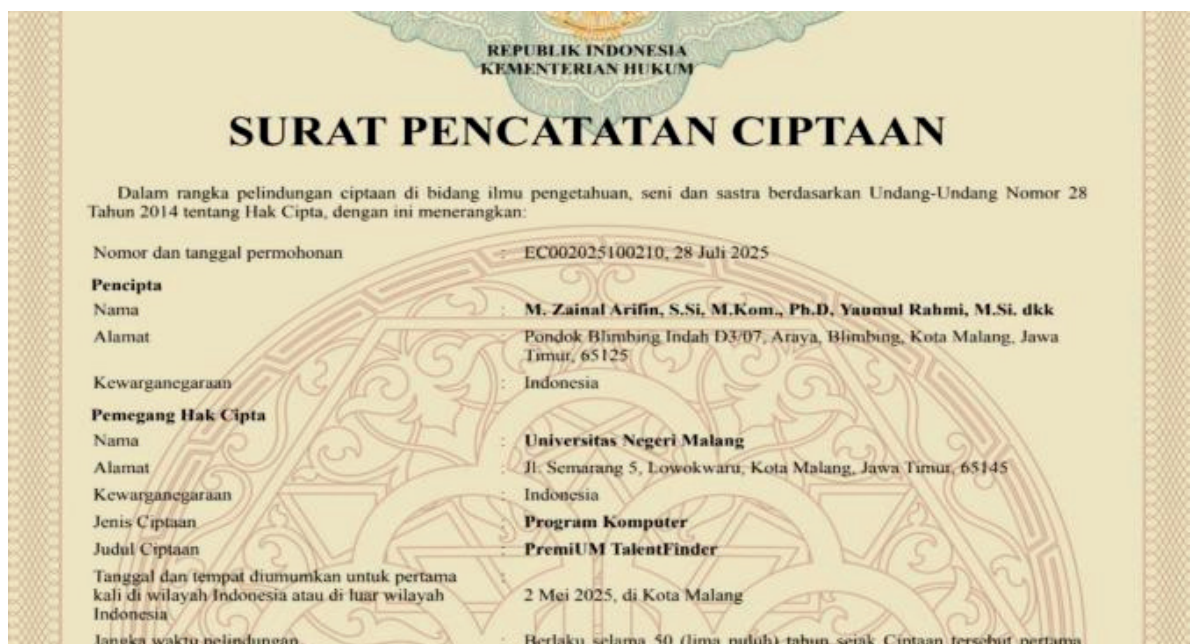 REPUBLIK INDONESIA
KEMENTERIAN HUKUM
SURAT PENCATATAN CIPTAAN
Dalam rangka pelindungan ciptaan di bidang ilmu pengetahuan, seni dan sastra berdasarkan Undang-Undang Nomor 28
Tahun 2014 tentang Hak Cipta, dengan ini menerangkan:
Nomor dan tanggal permohonan : EC002025100210, 28 Juli 2025
Pencipta
Nama : M. Zainal Arifin, S.Si, M.Kom., Ph.D, Yaumul Rahmi, M.Si. dkk
Alamat : Pondok Blimbing Indah D3/07, Araya, Blimbing, Kota Malang, Jawa
Timur, 65125
Kewarganegaraan : Indonesia
Pemegang Hak Cipta
Nama : Universitas Negeri Malang
Alamat : Jl. Semarang 5, Lowokwaru, Kota Malang, Jawa Timur, 65145
Kewarganegaraan : Indonesia
Jenis Ciptaan : Program Komputer
Judul Ciptaan : PremiUM TalentFinder
Tanggal dan tempat diumumkan untuk pertama :
kali di wilayah Indonesia atau di luar wilayah 2 Mei 2025, di Kota Malang
Indonesia
Jangka waktu pelindungan : Berlaku selama 50 (lima puluh) tahun sejak Ciptaan tersebut pertama